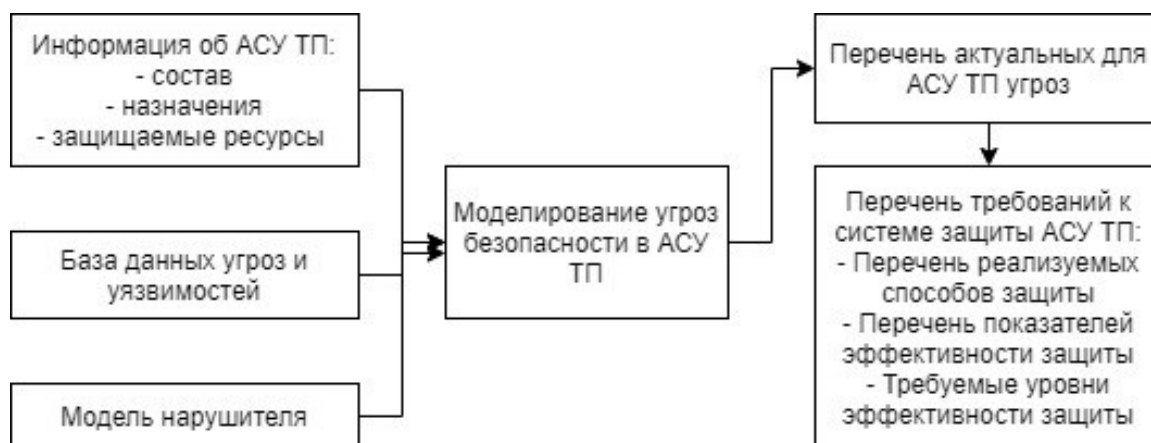 Информация об АСУ ТП:
- состав
- назначения
- защищаемые ресурсы
База данных угроз и
уязвимостей
Модель нарушителя
Моделирование угроз
безопасности в АСУ
ТП
Перечень актуальных для
АСУ ТП угроз
Перечень требований к
системе защиты АСУ ТП:
- Перечень реализуемых
способов защиты
- Перечень показателей
эффективности защиты
- Требуемые уровни
эффективности защиты